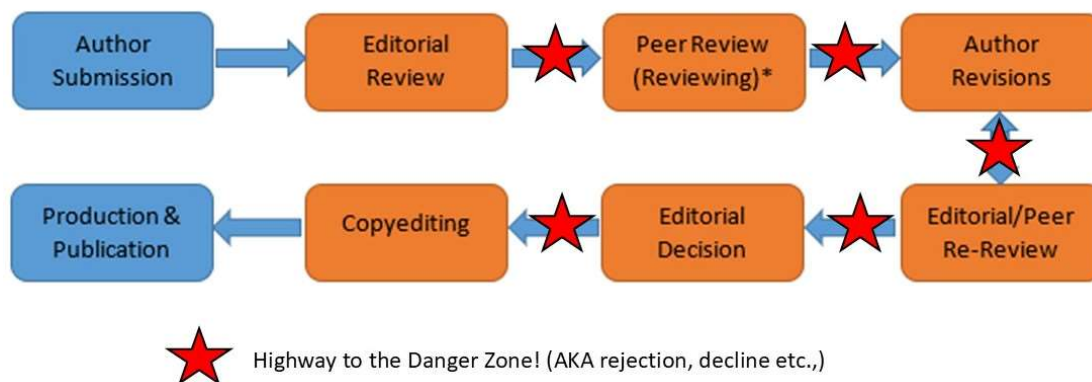 Author
Submission
Editorial
Review
Peer Review
(Reviewing)*
Author
Revisions
Production &
Publication
Copyediting
Editorial
Decision
Editorial/Peer
Re-Review
Highway to the Danger Zone! (AKA rejection, decline etc.,)